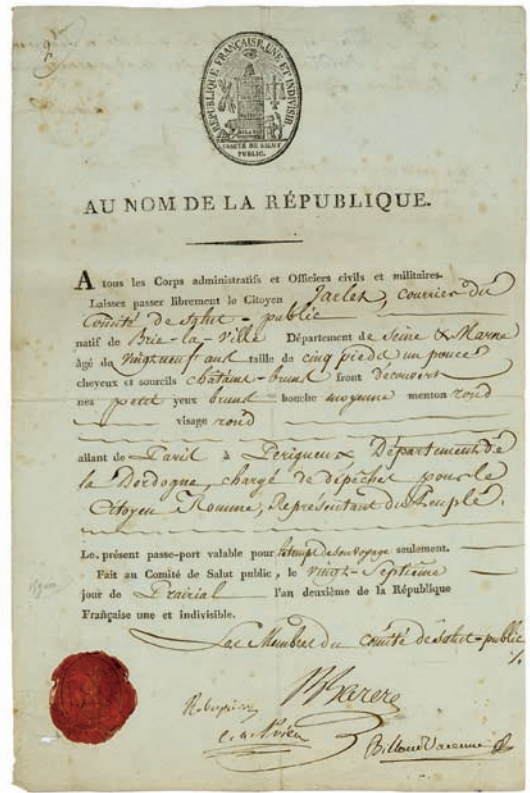 RÉPUBLIQUE FRANÇAISE, UNE ET INDIVISIB
COMITÉ DE SALUT
PUBLIC.
AU NOM DE LA RÉPUBLIQUE.
A tous les Corps administratifs et Officiers civils et militaires.
Laissez passer librement le Citoyen Jarlet, courrier du
Comité de Salut-public
natif de Brie-la-ville Département de Seine & Marne
âgé de vingt neuf ans taille de cinq pieds un pouce
cheveux et sourcils châtains-bruns front découvert
nez petit yeux bruns bouche moyenne menton rond
visage rond
allant de Paris à Perigueux Département de
la Dordogne, chargé de dépêches pour le
Citoyen Romme, Représentant du Peuple.
Le présent passe-port valable pour le temps de son voyage seulement.
Fait au Comité de Salut public, le vingt-Septieme
jour de Prairial l'an deuxième de la République
Française une et indivisible.
Les Membres du comité de Salut-public
B Barere
Robespierre
Billaud Varenne